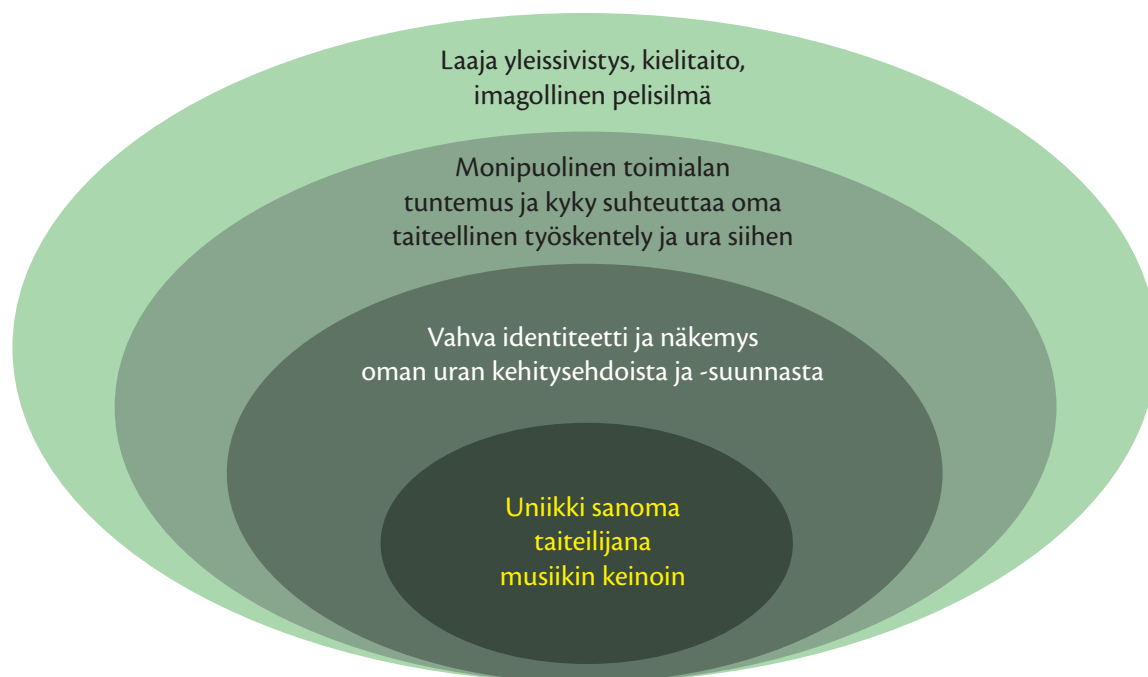 Laaja yleissivistys, kielitaito,
imagollinen pelisilmä
Monipuolinen toimialan
tuntemus ja kyky suhteuttaa oma
taiteellinen työskentely ja ura siihen
Vahva identiteetti ja näkemys
oman uran kehitysehdoista ja -suunnasta
Uniikki sanoma
taiteilijana
musiikin keinoin